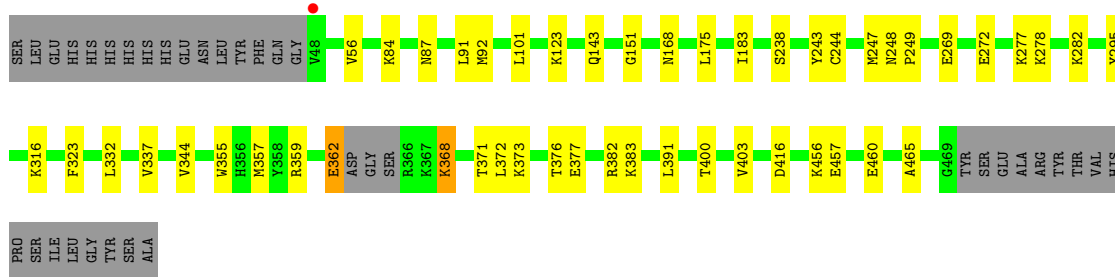 SER LEU GLU HIS HIS HIS HIS HIS HIS GLU ASN LEU TYR PHE GLN GLY V48 V56 K84 N87 L91 M92 L101 K123 Q143 G151 N168 L175 I183 S238 Y243 C244 M247 N248 P249 E269 E272 K277 K278 K282
K316 F323 L332 V337 V344 W355 H356 M357 Y358 R359 E362 ASP GLY SER R366 K367 K368 T371 L372 K373 T376 E377 R382 K383 L391 T400 V403 D416 K456 E457 E460 A465 G469 TYR SER GLU ALA ARG TYR THR VAL HIS
PRO SER ILE LEU GLY TYR SER ALA